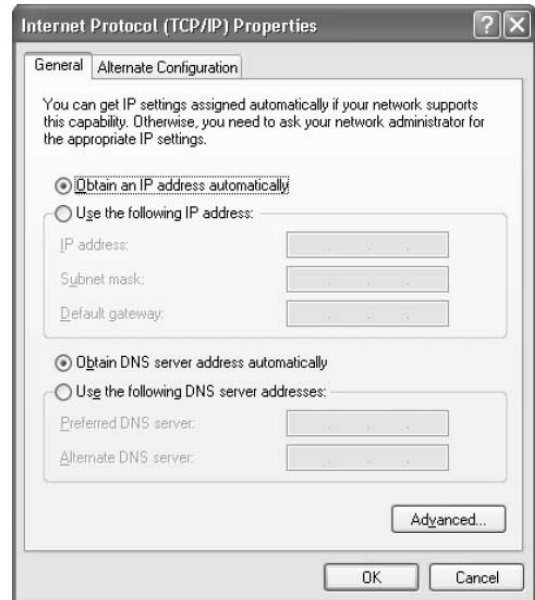 Internet Protocol (TCP/IP) Properties
General
Alternate Configuration
You can get IP settings assigned automatically if your network supports
this capability. Otherwise, you need to ask your network administrator for
the appropriate IP settings.
Obtain an IP address automatically
Use the following IP address:
IP address:
Subnet mask:
Default gateway:
Obtain DNS server address automatically
Use the following DNS server addresses:
Preferred DNS server:
Alternate DNS server:
Advanced...
OK
Cancel